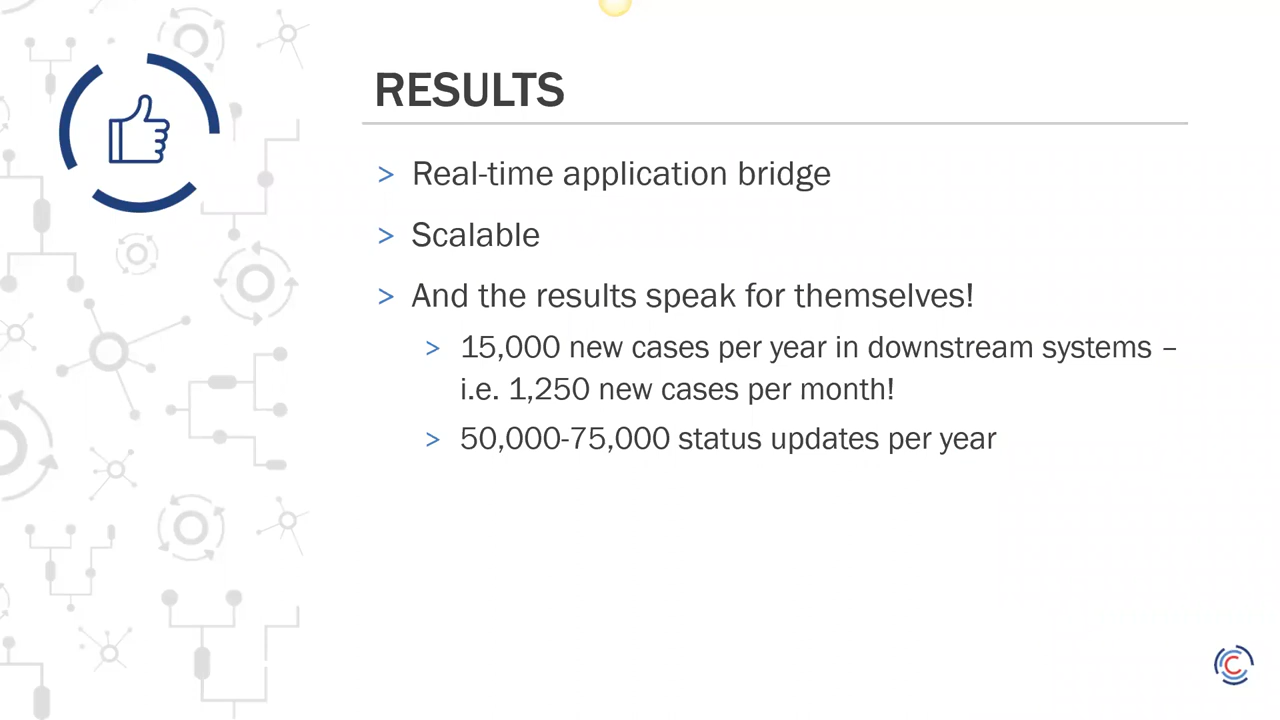 RESULTS
> Real-time application bridge
> Scalable
> And the results speak for themselves!
> 15,000 new cases per year in downstream systems –
i.e. 1,250 new cases per month!
> 50,000-75,000 status updates per year
C